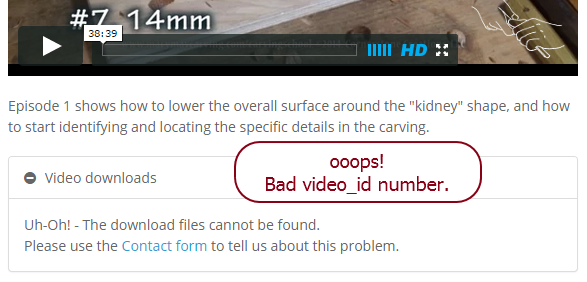 #7 14mm
38:39
HD
Episode 1 shows how to lower the overall surface around the "kidney" shape, and how
to start identifying and locating the specific details in the carving.
ooops!
Bad video_id number.
Video downloads
Uh-Oh! - The download files cannot be found.
Please use the Contact form to tell us about this problem.